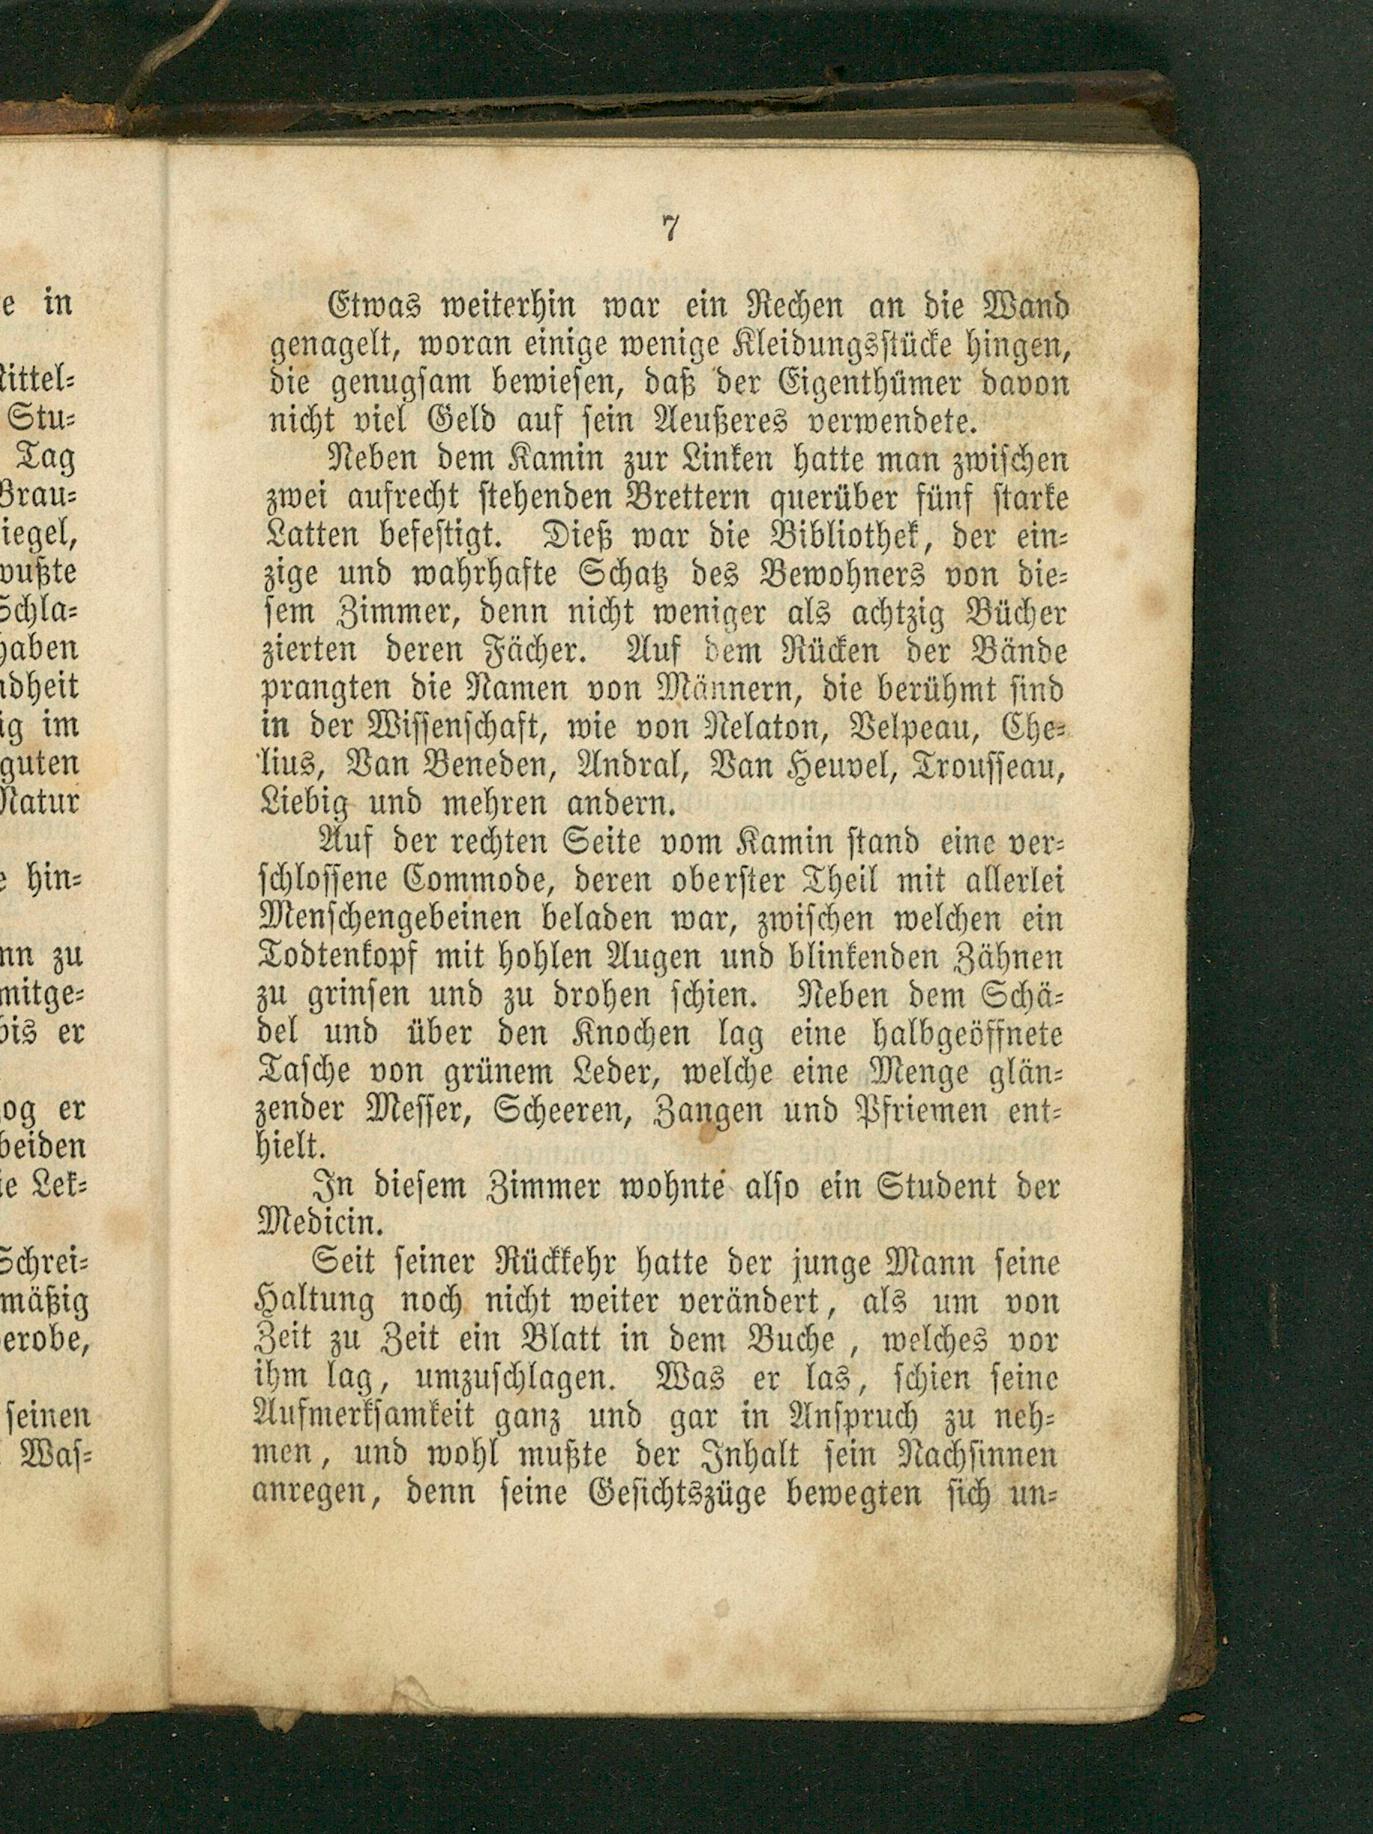 7
Etwas weiterhin war ein Rechen an die Wand
genagelt, woran einige wenige Kleidungsstücke hingen,
die genugsam bewiesen, daß der Eigenthümer davon
nicht viel Geld auf sein Aeußeres verwendete.
Neben dem Kamin zur Linken hatte man zwischen
zwei aufrecht stehenden Brettern querüber fünf starke
Latten befestigt. Dieß war die Bibliothek, der ein-
zige und wahrhafte Schatz des Bewohners von die-
sem Zimmer, denn nicht weniger als achtzig Bücher
zierten deren Fächer. Auf dem Rücken der Bände
prangten die Namen von Männern, die berühmt sind
in der Wissenschaft, wie von Nelaton, Velpeau, Che-
lius, Van Beneden, Andral, Van Heuvel, Trousseau,
Liebig und mehren andern.
Auf der rechten Seite vom Kamin stand eine ver-
schlossene Commode, deren oberster Theil mit allerlei
Menschengebeinen beladen war, zwischen welchen ein
Todtenkopf mit hohlen Augen und blinkenden Zähnen
zu grinsen und zu drohen schien. Neben dem Schä-
del und über den Knochen lag eine halbgeöffnete
Tasche von grünem Leder, welche eine Menge glän-
zender Messer, Scheeren, Zangen und Pfriemen ent-
hielt.
In diesem Zimmer wohnte also ein Student der
Medicin.
Seit seiner Rückkehr hatte der junge Mann seine
Haltung noch nicht weiter verändert, als um von
Zeit zu Zeit ein Blatt in dem Buche, welches vor
ihm lag, umzuschlagen. Was er las, schien seine
Aufmerksamkeit ganz und gar in Anspruch zu neh-
men, und wohl mußte der Inhalt sein Nachsinnen
anregen, denn seine Gesichtszüge bewegten sich un-